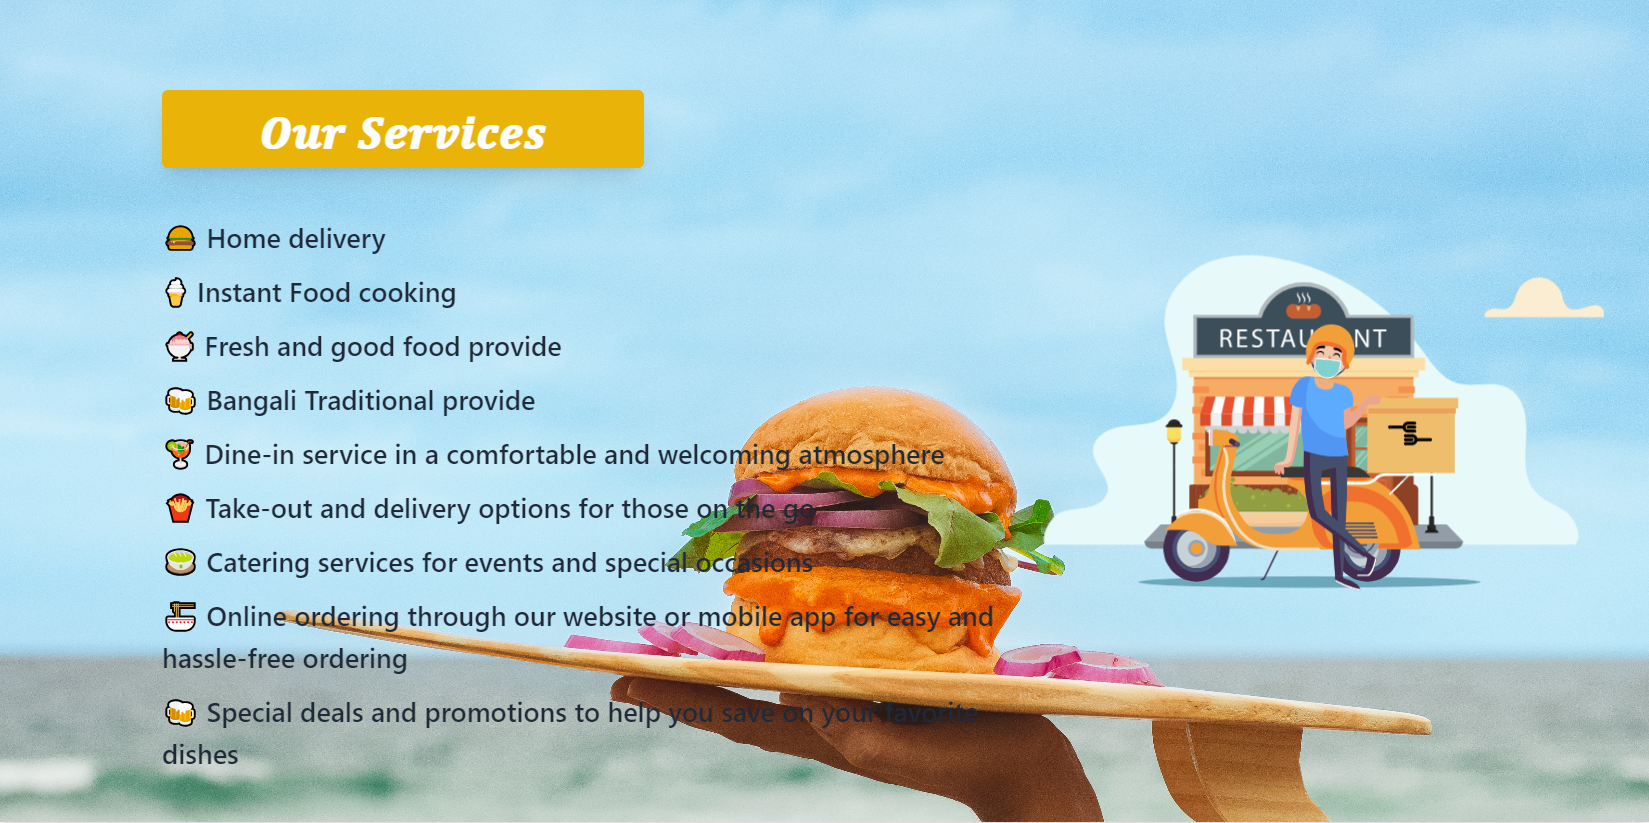 Our Services
Home delivery
Instant Food cooking
Fresh and good food provide
Bangali Traditional provide
Dine-in service in a comfortable and welcoming atmosphere
Take-out and delivery options for those on the go
Catering services for events and special occasions
Online ordering through our website or mobile app for easy and
hassle-free ordering
Special deals and promotions to help you save on your favorite
dishes
RESTAU NT